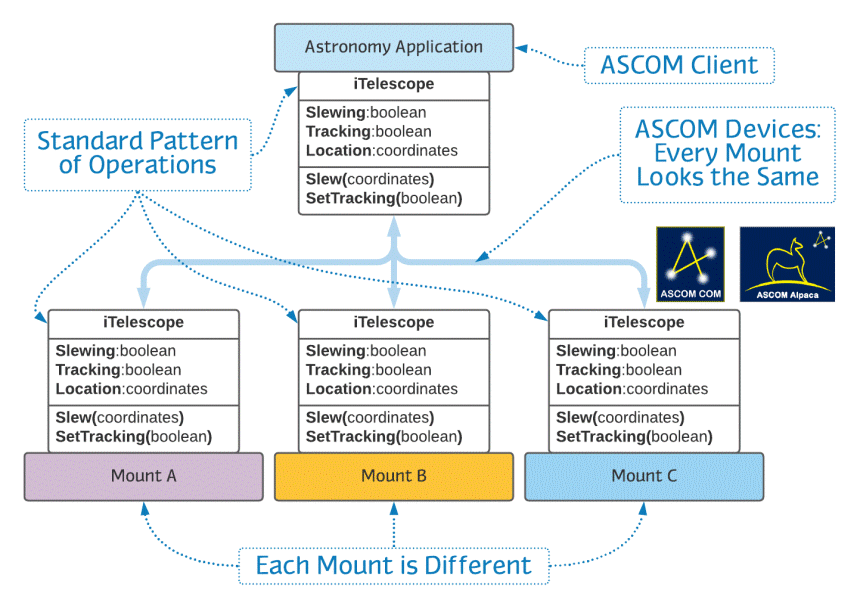 Astronomy Application
ASCOM Client
iTelescope
Slewing:boolean
Tracking:boolean
Location:coordinates
Slew(coordinates)
SetTracking(boolean)
Standard Pattern
of Operations
ASCOM Devices:
Every Mount
Looks the Same
ASCOM COM
ASCOM Alpaca
iTelescope
Slewing:boolean
Tracking:boolean
Location:coordinates
Slew(coordinates)
SetTracking(boolean)
Mount A
iTelescope
Slewing:boolean
Tracking:boolean
Location:coordinates
Slew(coordinates)
SetTracking(boolean)
Mount B
iTelescope
Slewing:boolean
Tracking:boolean
Location:coordinates
Slew(coordinates)
SetTracking(boolean)
Mount C
Each Mount is Different